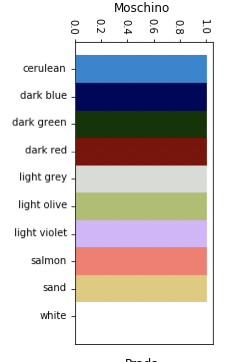 Moschino
0.0 0.2 0.4 0.6 0.8 1.0
cerulean
dark blue
dark green
dark red
light grey
light olive
light violet
salmon
sand
white